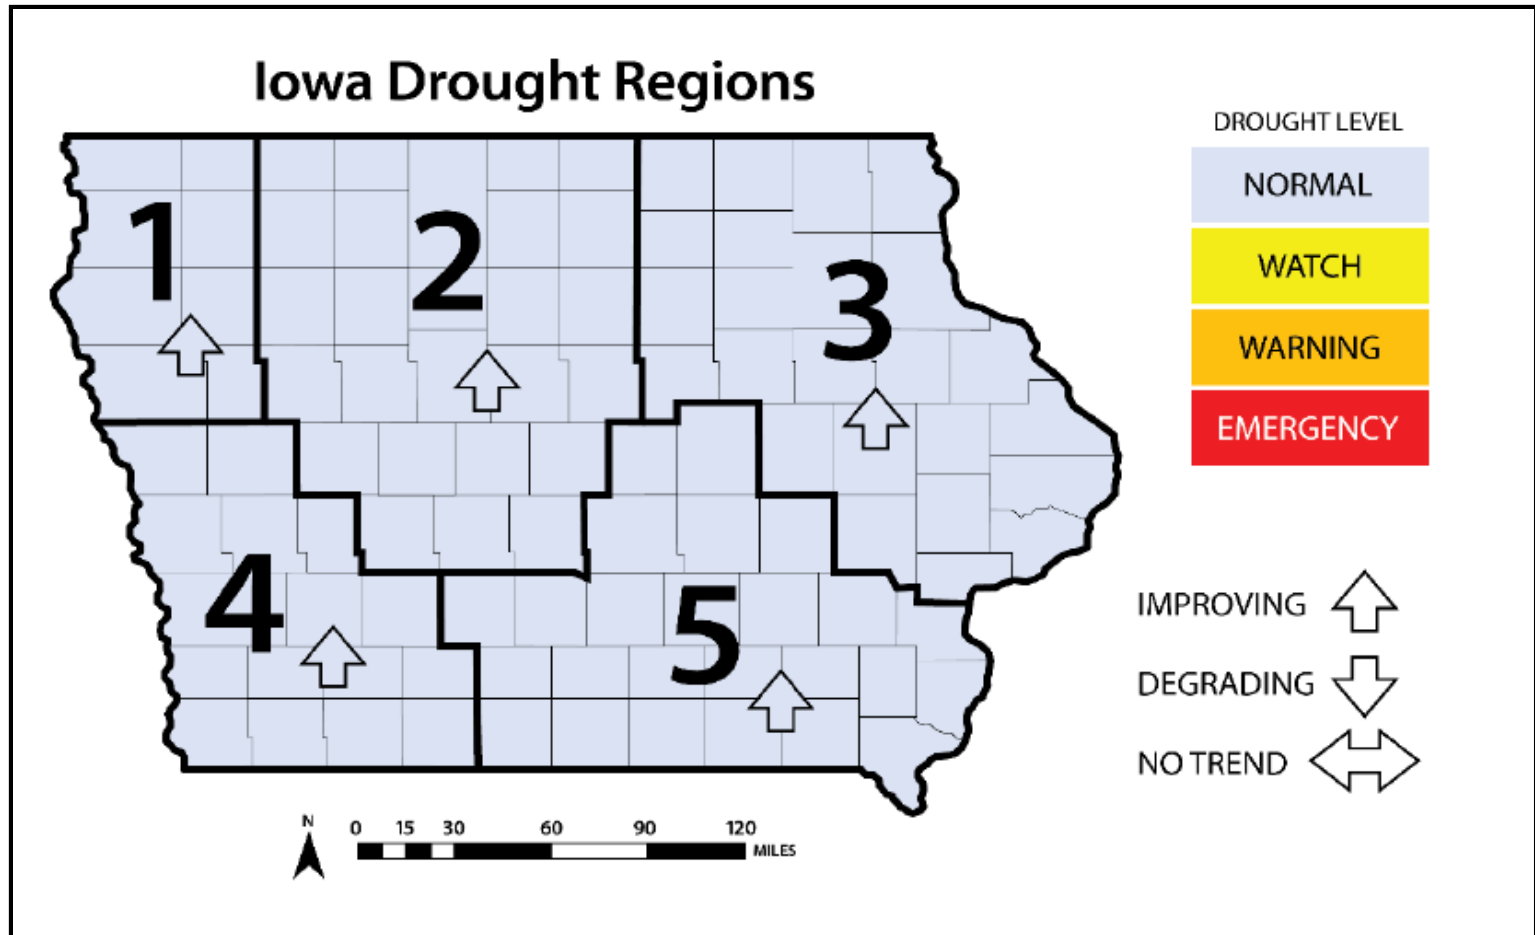 Iowa Drought Regions
DROUGHT LEVEL
NORMAL
WATCH
WARNING
EMERGENCY
1
2
3
4
5
IMPROVING
DEGRADING
NO TREND
N
0 15 30 60 90 120
MILES